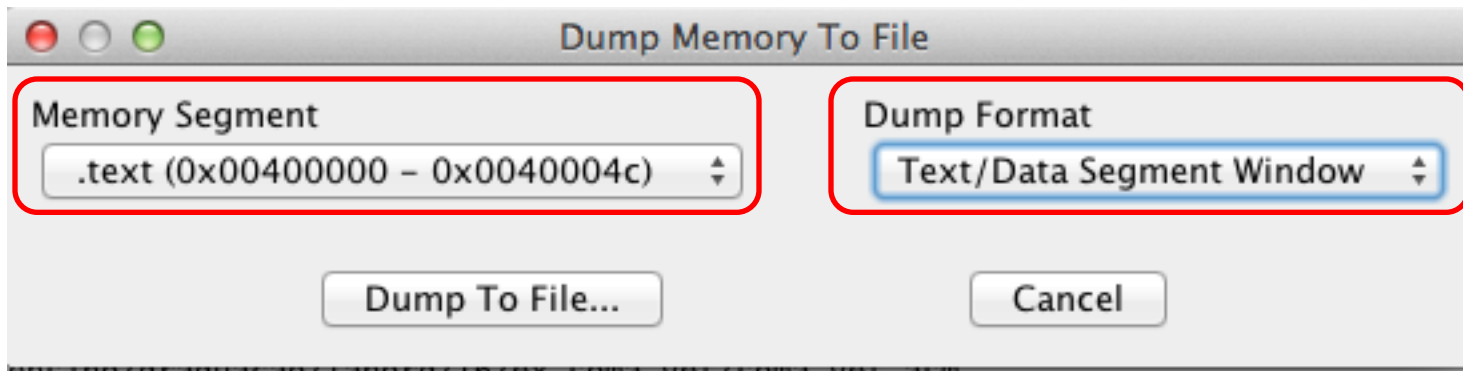 Dump Memory To File
Memory Segment
Dump Format
.text (0x00400000 – 0x0040004c)
Text/Data Segment Window
Dump To File...
Cancel